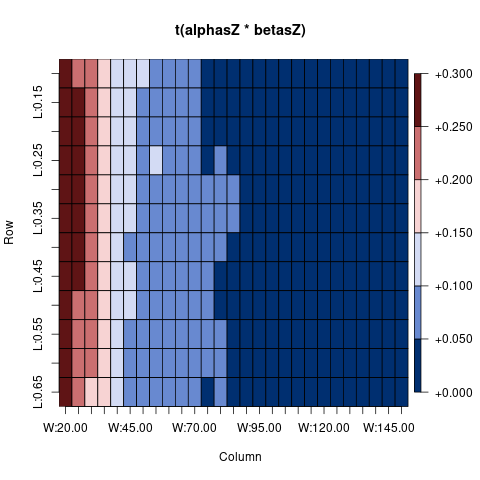 t(alphasZ * betasZ)
Row
L:0.15
L:0.25
L:0.35
L:0.45
L:0.55
L:0.65
+0.300
+0.250
+0.200
+0.150
+0.100
+0.050
+0.000
W:20.00 W:45.00 W:70.00 W:95.00 W:120.00 W:145.00
Column